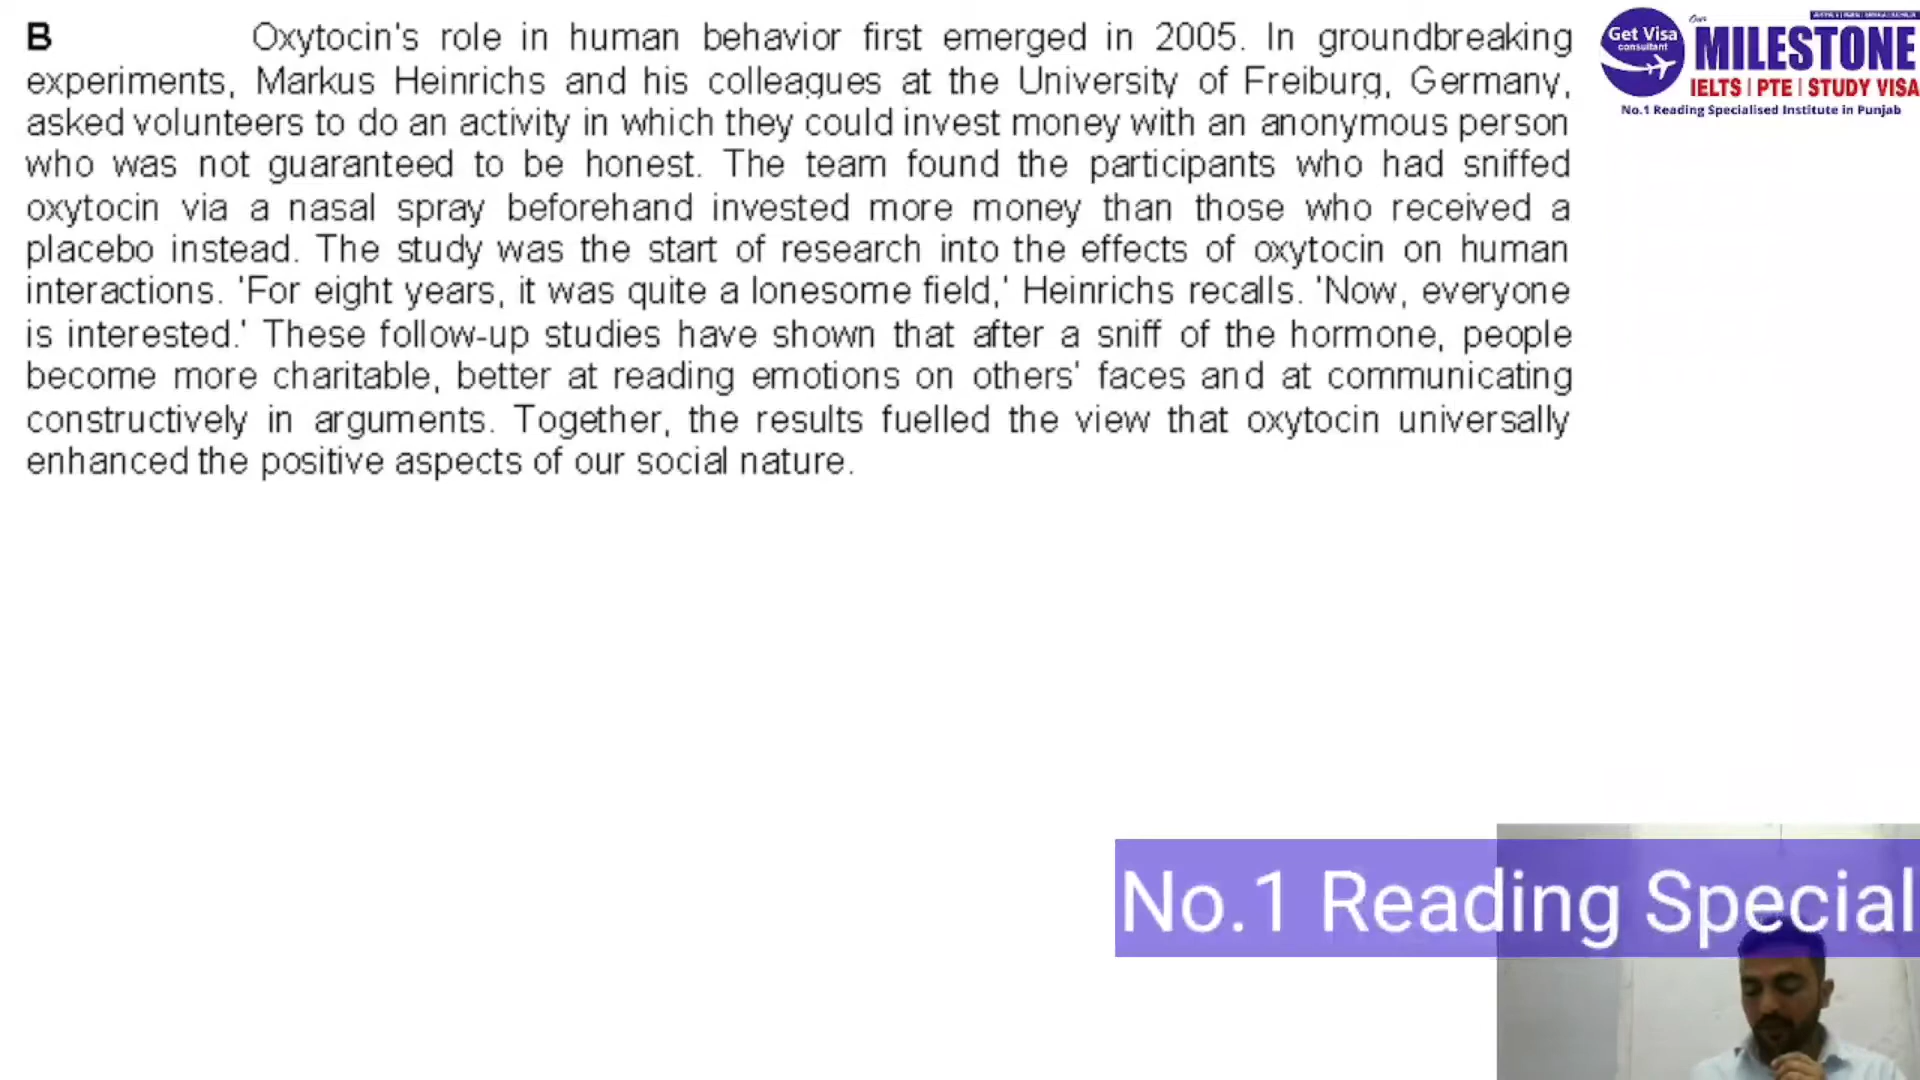 B Oxytocin's role in human behavior first emerged in 2005. In groundbreaking
experiments, Markus Heinrichs and his colleagues at the University of Freiburg, Germany,
asked volunteers to do an activity in which they could invest money with an anonymous person
who was not guaranteed to be honest. The team found the participants who had sniffed
oxytocin via a nasal spray beforehand invested more money than those who received a
placebo instead. The study was the start of research into the effects of oxytocin on human
interactions. 'For eight years, it was quite a lonesome field,' Heinrichs recalls. 'Now, everyone
is interested.' These follow-up studies have shown that after a sniff of the hormone, people
become more charitable, better at reading emotions on others' faces and at communicating
constructively in arguments. Together, the results fuelled the view that oxytocin universally
enhanced the positive aspects of our social nature.
Get Visa
consultant
Our
MILESTONE
IELTS | PTE | STUDY VISA
No.1 Reading Specialised Institute in Punjab
No.1 Reading Special